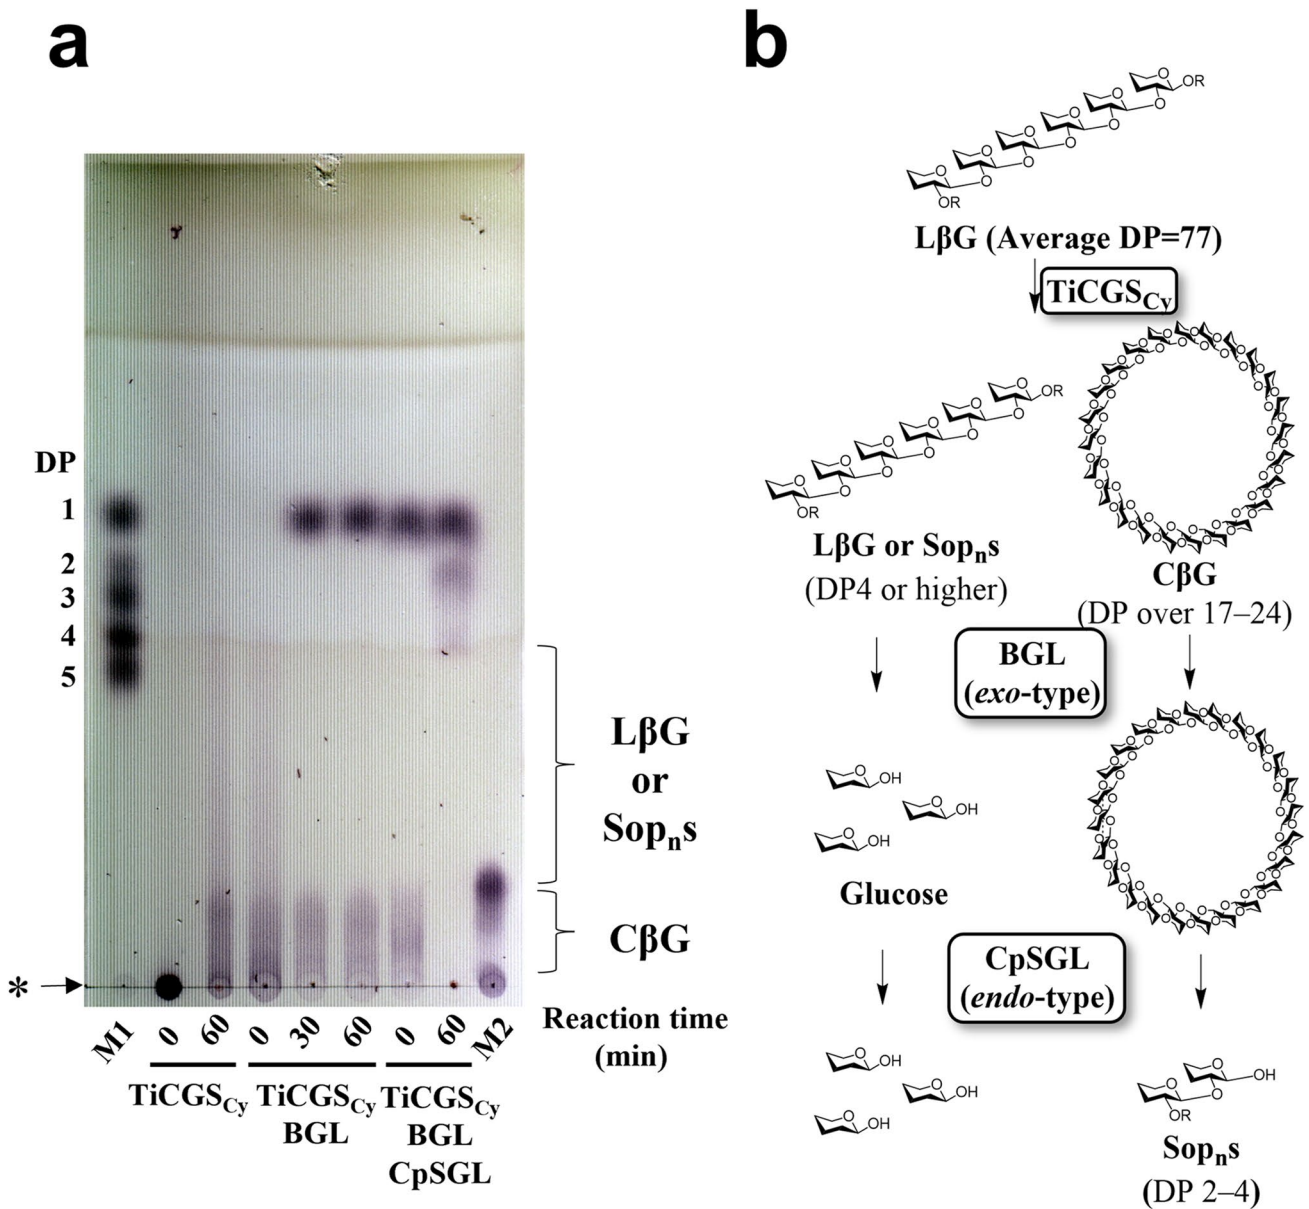 a
DP
1
2
3
4
5
*
LβG
or
Sopns
CβG
M1
0
60
0
30
60
0
60
M2
Reaction time
(min)
TiCGSCy
TiCGSCy
BGL
TiCGSCy
BGL
CpSGL
b
OR
OR
LβG (Average DP=77)
TiCGSCy
OR
OR
LβG or Sopns
(DP4 or higher)
CβG
(DP over 17–24)
BGL
(exo-type)
OH
OH
OH
Glucose
CpSGL
(endo-type)
OH
OH
OH
OH
OR
Sopns
(DP 2–4)